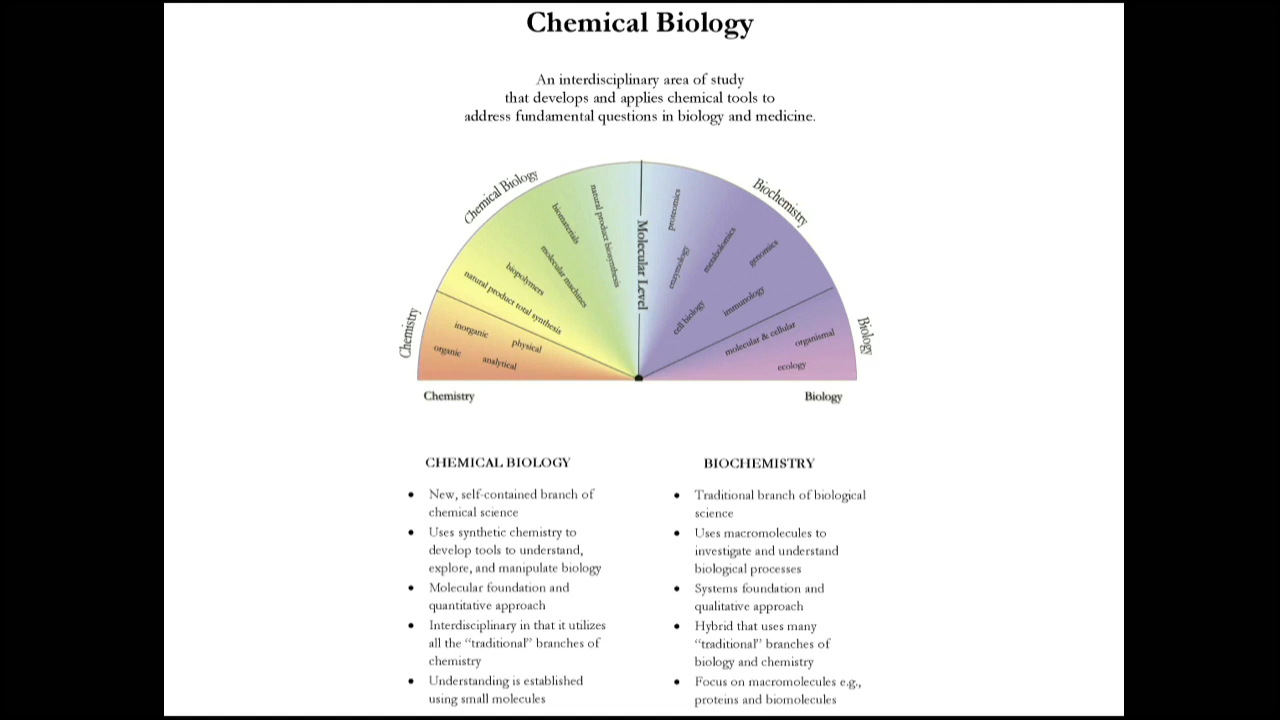 Chemical Biology
An interdisciplinary area of study
that develops and applies chemical tools to
address fundamental questions in biology and medicine.
Chemical Biology
Biochemistry
Chemistry
Biology
Molecular Level
natural product biosynthesis
biomaterials
molecular machines
biopolymers
natural product total synthesis
inorganic
physical
organic
analytical
proteomics
enzymology
metabolomics
genomics
cell biology
immunology
molecular & cellular
organismal
ecology
Chemistry
Biology
CHEMICAL BIOLOGY
• New, self-contained branch of
chemical science
• Uses synthetic chemistry to
develop tools to understand,
explore, and manipulate biology
• Molecular foundation and
quantitative approach
• Interdisciplinary in that it utilizes
all the “traditional” branches of
chemistry
• Understanding is established
using small molecules
BIOCHEMISTRY
• Traditional branch of biological
science
• Uses macromolecules to
investigate and understand
biological processes
• Systems foundation and
qualitative approach
• Hybrid that uses many
“traditional” branches of
biology and chemistry
• Focus on macromolecules e.g.,
proteins and biomolecules